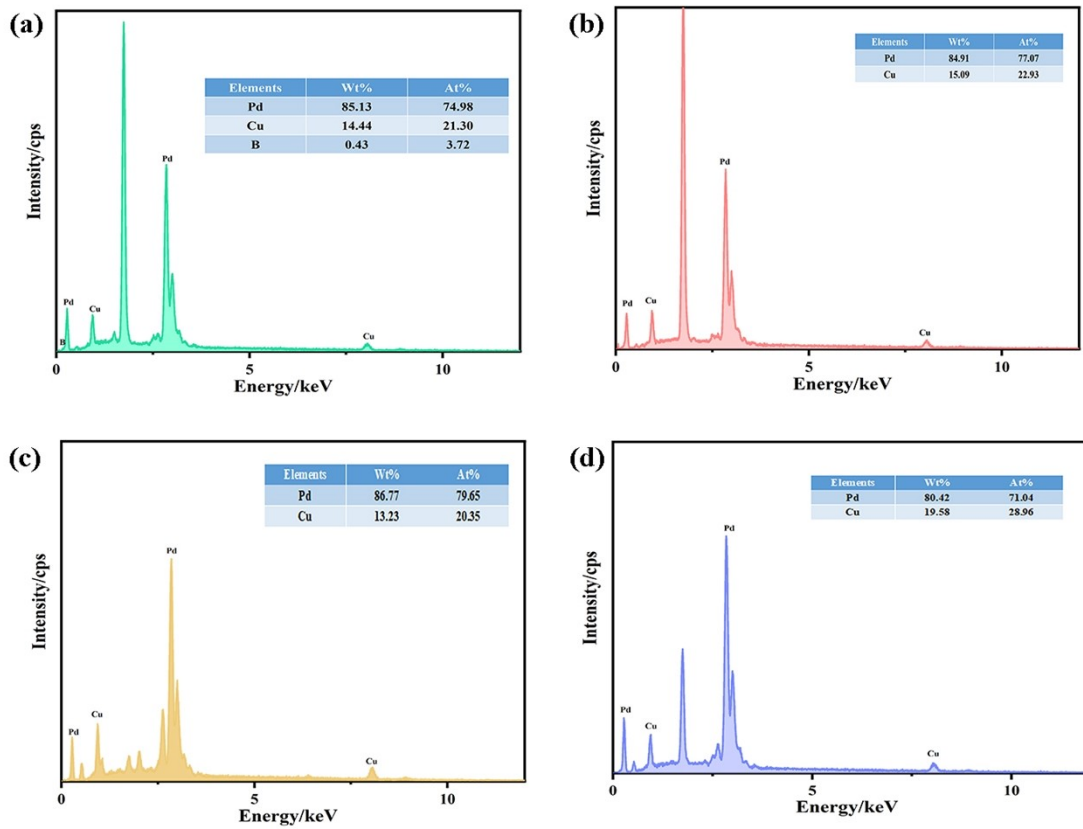 (a)
Elements Wt% At%
Pd 85.13 74.98
Cu 14.44 21.30
B 0.43 3.72
Pd
Pd
Cu
B
Cu
Intensity/cps
0 5 10
Energy/keV
(b)
Elements Wt% At%
Pd 84.91 77.07
Cu 15.09 22.93
Pd
Pd
Cu
Cu
Intensity/cps
0 5 10
Energy/keV
(c)
Elements Wt% At%
Pd 86.77 79.65
Cu 13.23 20.35
Pd
Cu
Pd
Cu
Intensity/cps
0 5 10
Energy/keV
(d)
Elements Wt% At%
Pd 80.42 71.04
Cu 19.58 28.96
Pd
Pd
Cu
Cu
Intensity/cps
0 5 10
Energy/keV